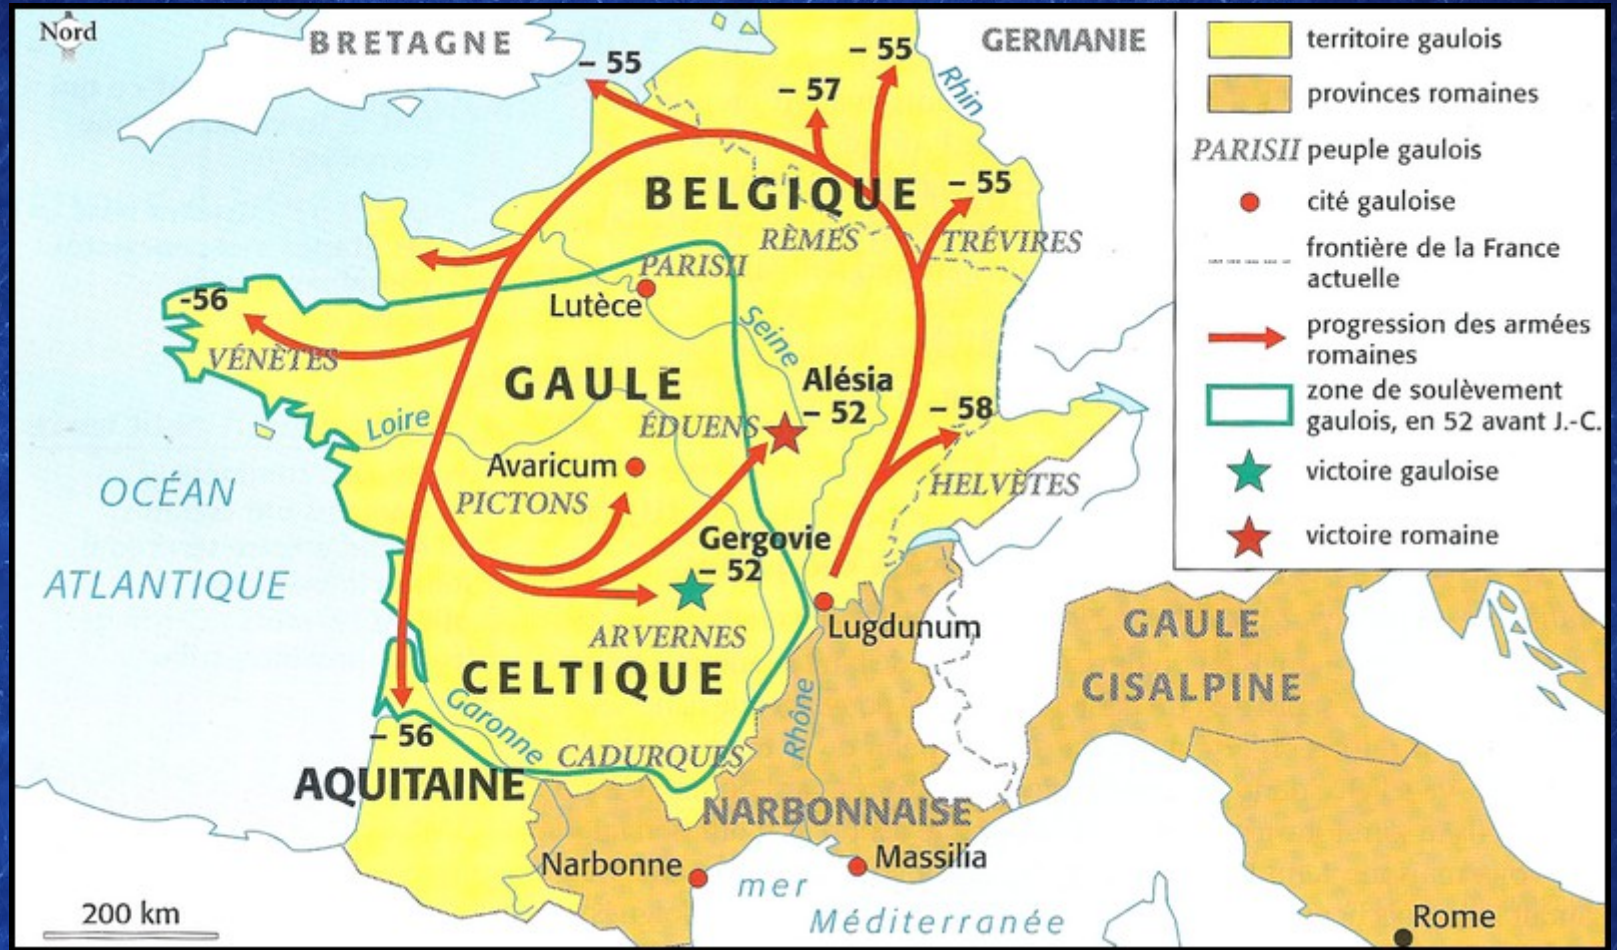 Nord
BRETAGNE
GERMANIE
– 55
– 55
– 57
Rhin
BELGIQUE
– 55
RÈMES
TRÉVIRES
PARISII
Lutèce
-56
VÉNÈTES
Seine
GAULE
Alésia
– 52
– 58
Loire
ÉDUENS
Avaricum
PICTONS
HELVÈTES
OCÉAN
ATLANTIQUE
Gergovie
– 52
Lugdunum
ARVERNES
CELTIQUE
Garonne
Rhône
– 56
CADURQUES
AQUITAINE
NARBONNAISE
GAULE
CISALPINE
Narbonne
Massilia
mer
Méditerranée
Rome
200 km
territoire gaulois
provinces romaines
PARISII peuple gaulois
cité gauloise
frontière de la France
actuelle
progression des armées
romaines
zone de soulèvement
gaulois, en 52 avant J.-C.
victoire gauloise
victoire romaine